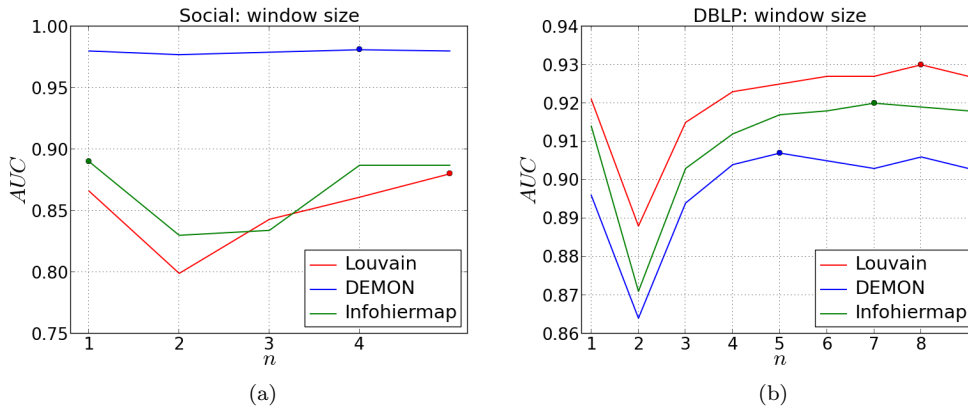 Social: window size
1.00
0.95
0.90
0.85
0.80
0.75
AUC
1 2 3 4
n
Louvain
DEMON
Infohiermap
(a)
DBLP: window size
0.94
0.93
0.92
0.91
0.90
0.89
0.88
0.87
0.86
AUC
1 2 3 4 5 6 7 8
n
Louvain
DEMON
Infohiermap
(b)